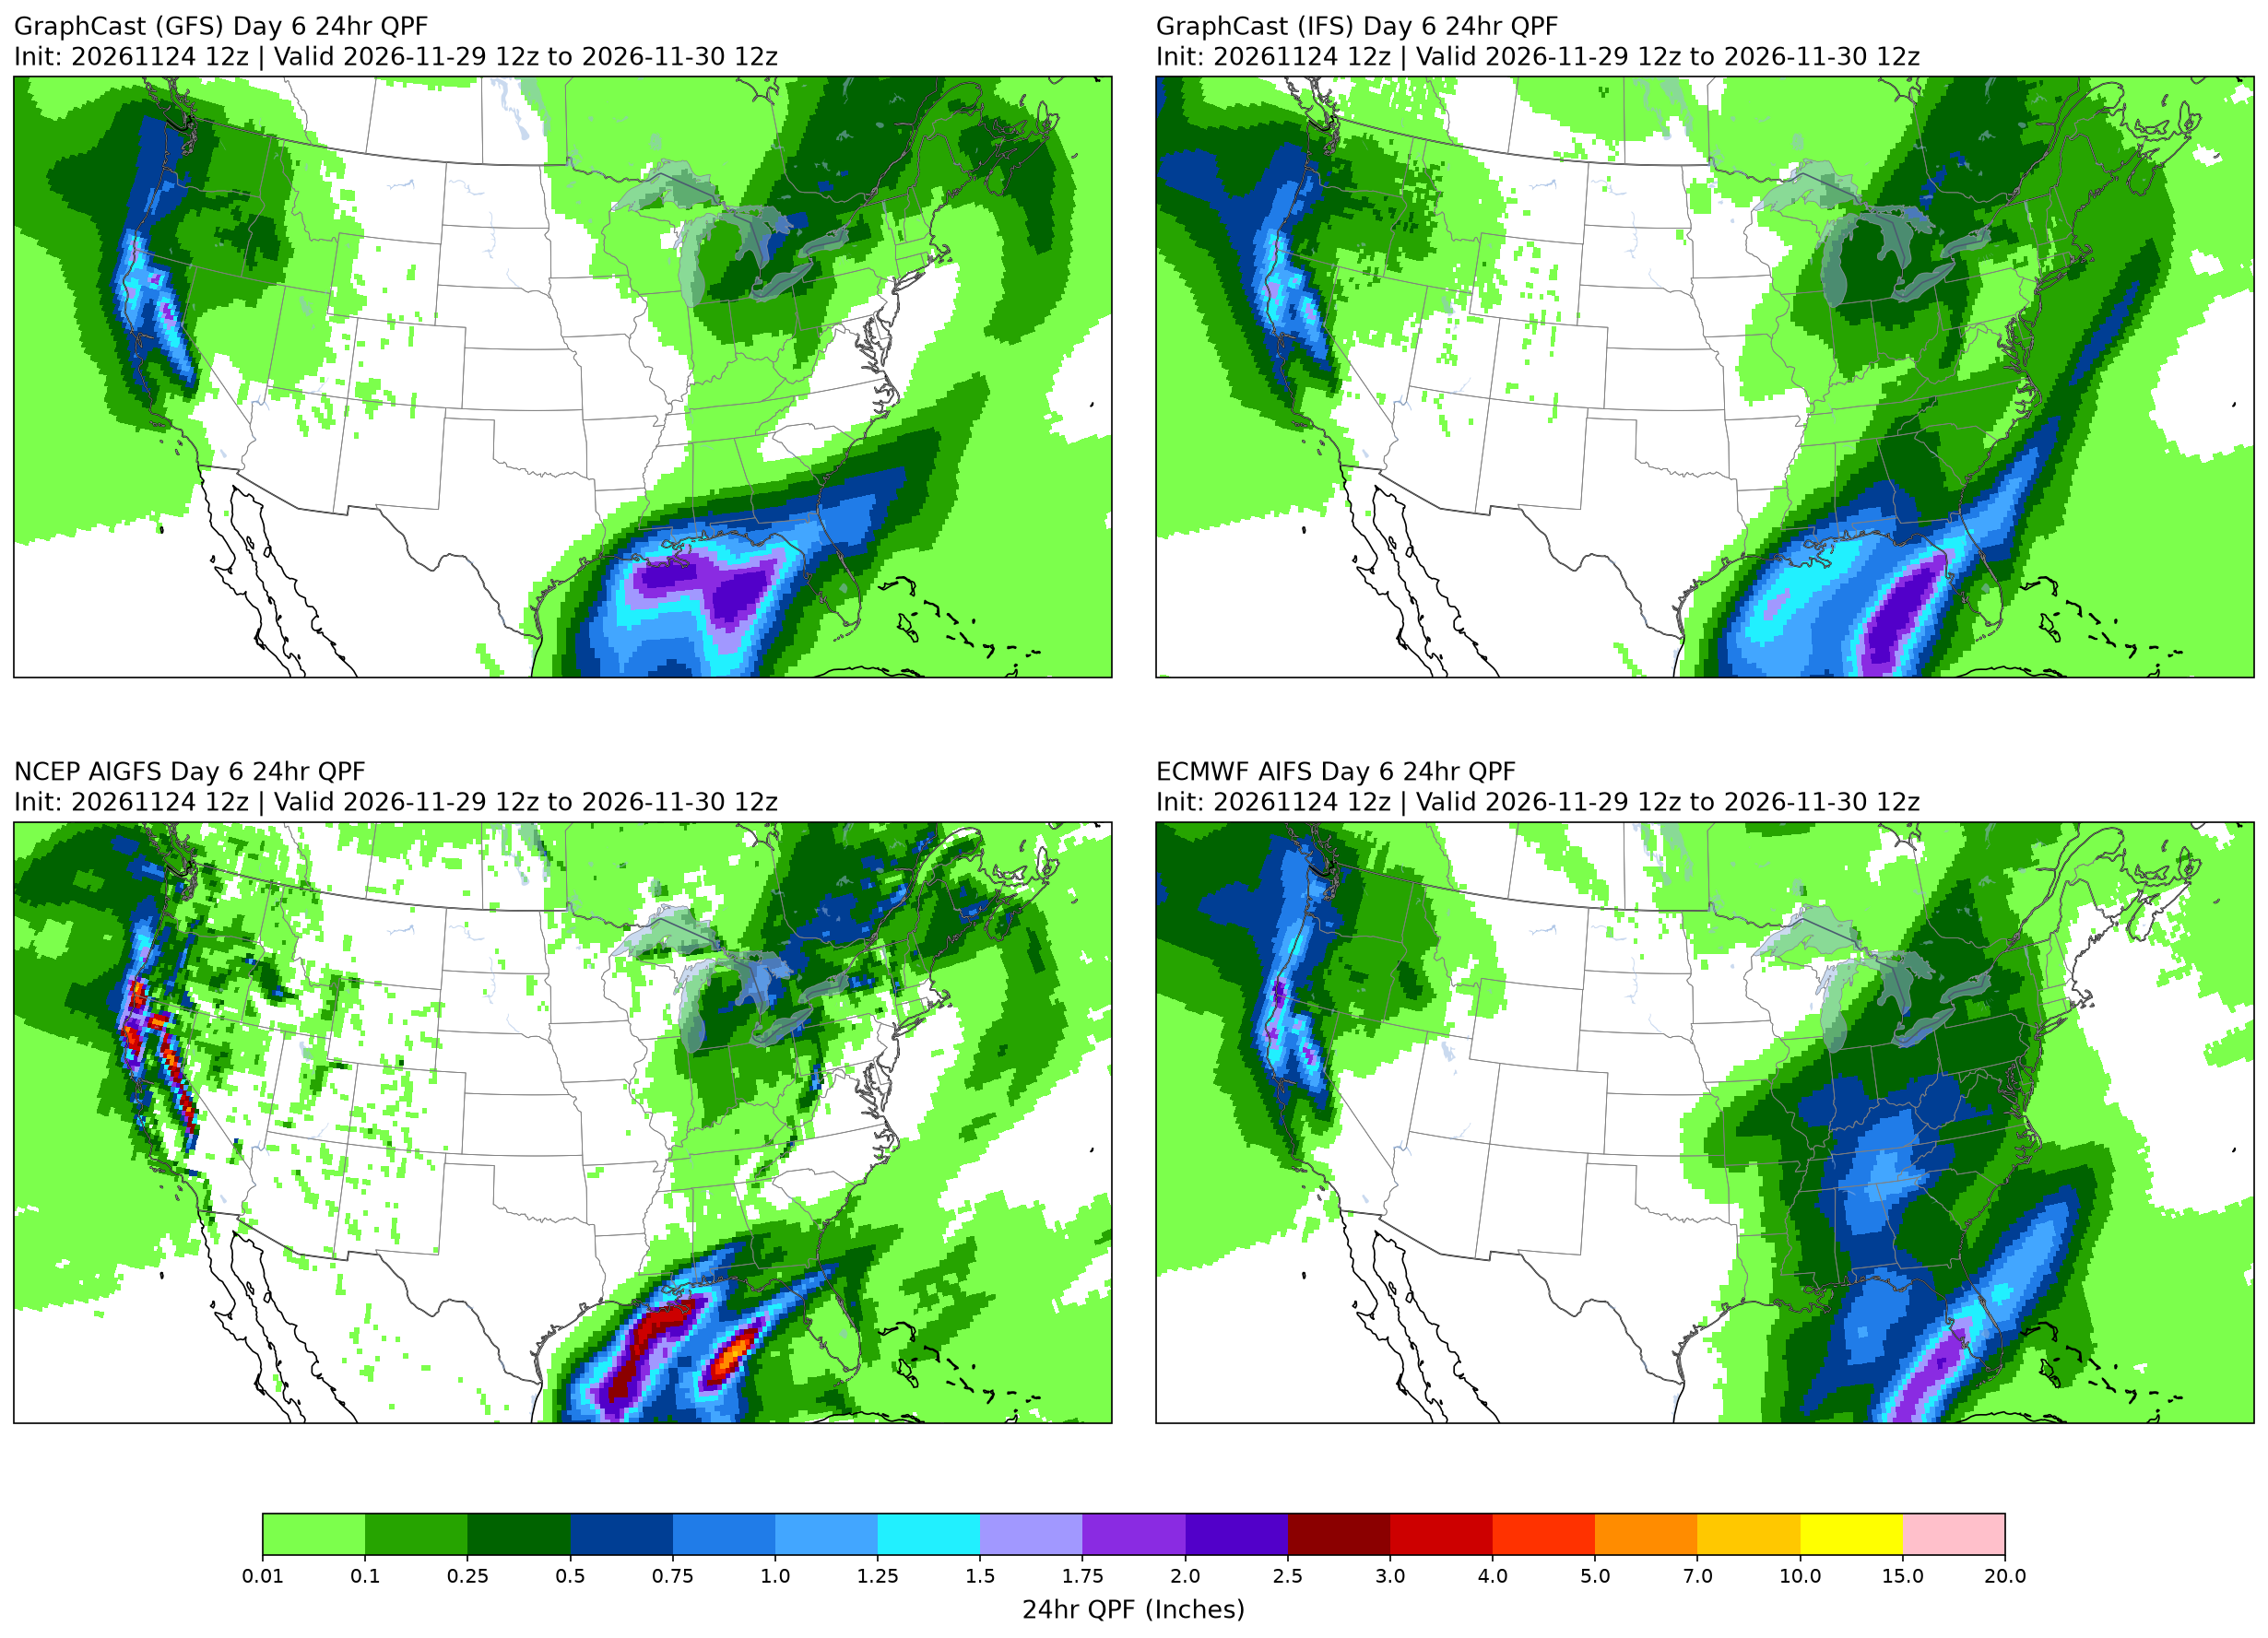 GraphCast (GFS) Day 6 24hr QPF
Init: 20261124 12z | Valid 2026-11-29 12z to 2026-11-30 12z
GraphCast (IFS) Day 6 24hr QPF
Init: 20261124 12z | Valid 2026-11-29 12z to 2026-11-30 12z
NCEP AIGFS Day 6 24hr QPF
Init: 20261124 12z | Valid 2026-11-29 12z to 2026-11-30 12z
ECMWF AIFS Day 6 24hr QPF
Init: 20261124 12z | Valid 2026-11-29 12z to 2026-11-30 12z
0.01 0.1 0.25 0.5 0.75 1.0 1.25 1.5 1.75 2.0 2.5 3.0 4.0 5.0 7.0 10.0 15.0 20.0
24hr QPF (Inches)